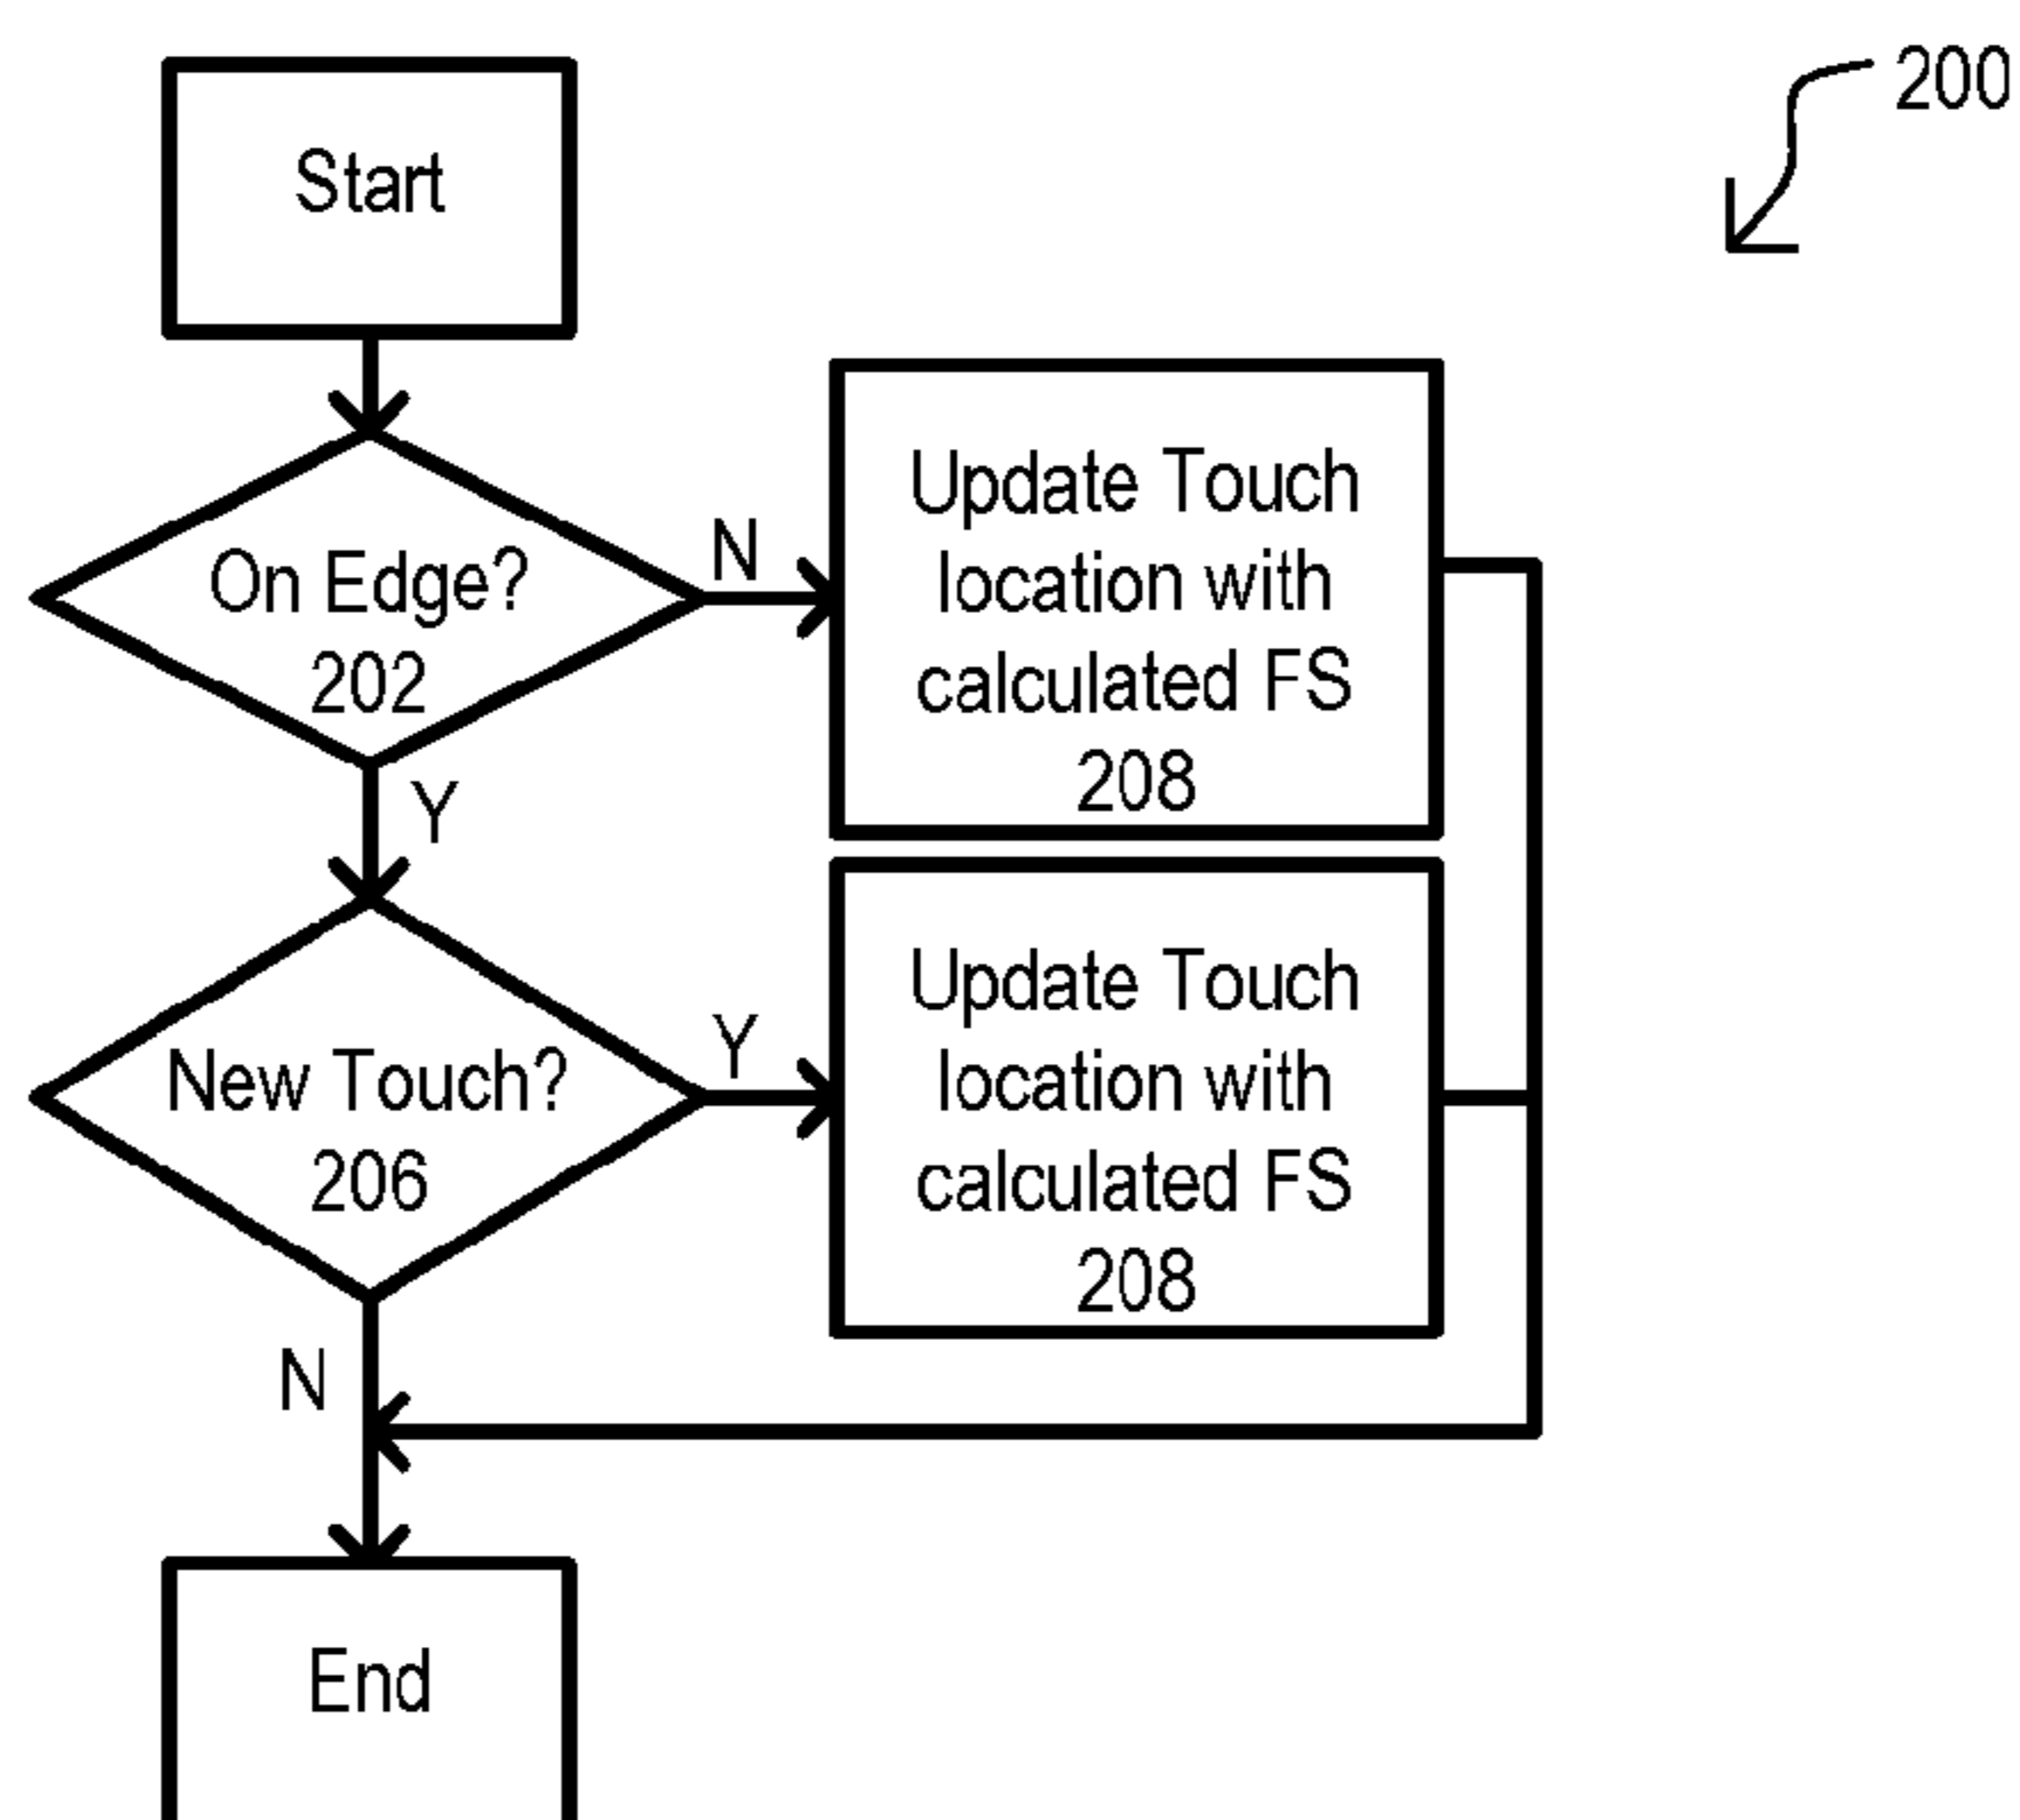 200
Start
On Edge?
202
N
Update Touch
location with
calculated FS
208
Y
New Touch?
206
Y
Update Touch
location with
calculated FS
208
N
End